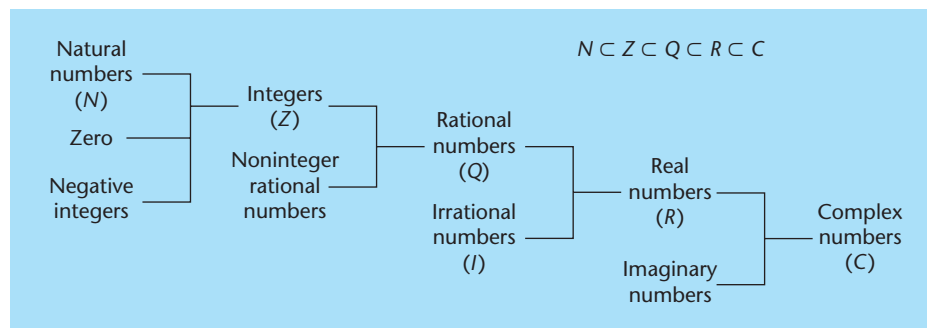 Natural
numbers
(N)
Zero
Negative
integers
Integers
(Z)
Noninteger
rational
numbers
Rational
numbers
(Q)
Irrational
numbers
(I)
N ⊂ Z ⊂ Q ⊂ R ⊂ C
Real
numbers
(R)
Imaginary
numbers
Complex
numbers
(C)